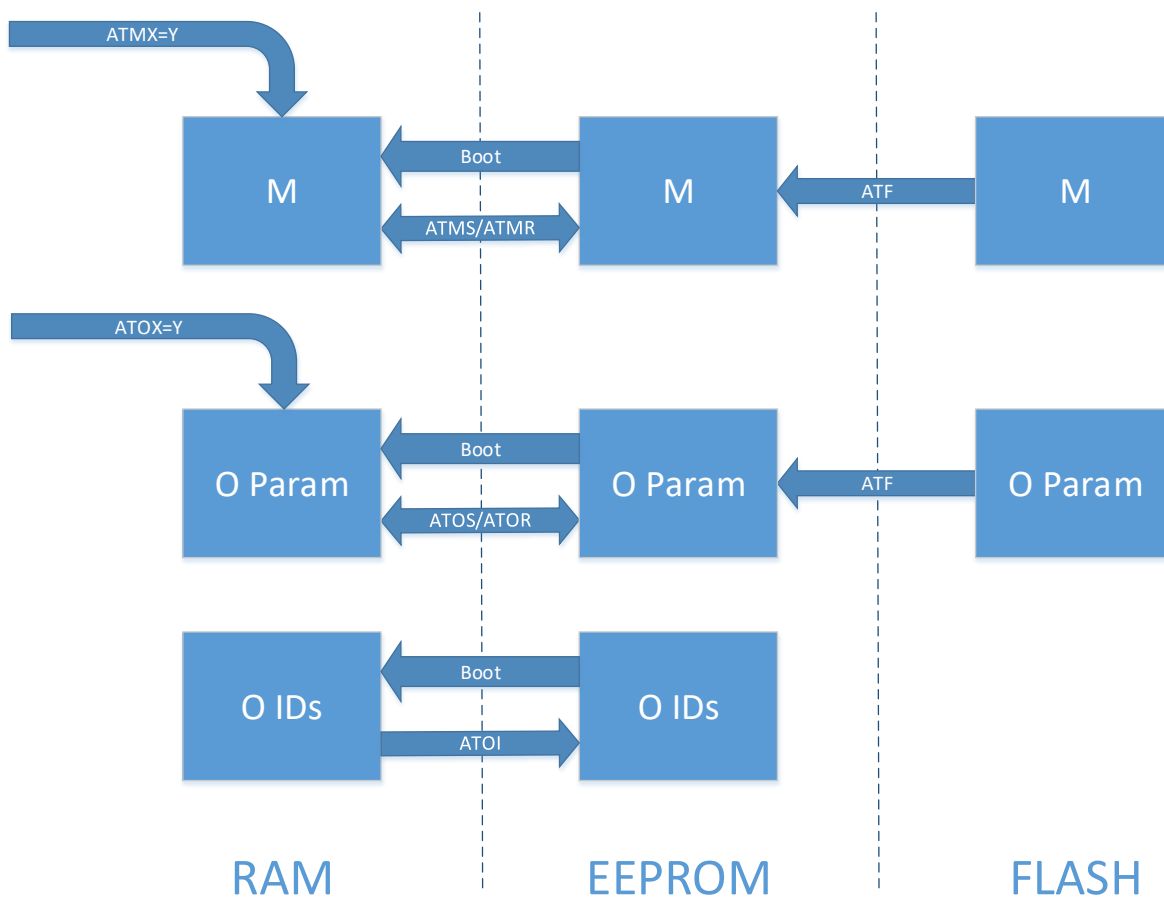 ATMX=Y
M
Boot
ATMS/ATMR
M
ATF
M
ATOX=Y
O Param
Boot
ATOS/ATOR
O Param
ATF
O Param
O IDs
Boot
ATOI
O IDs
RAM
EEPROM
FLASH